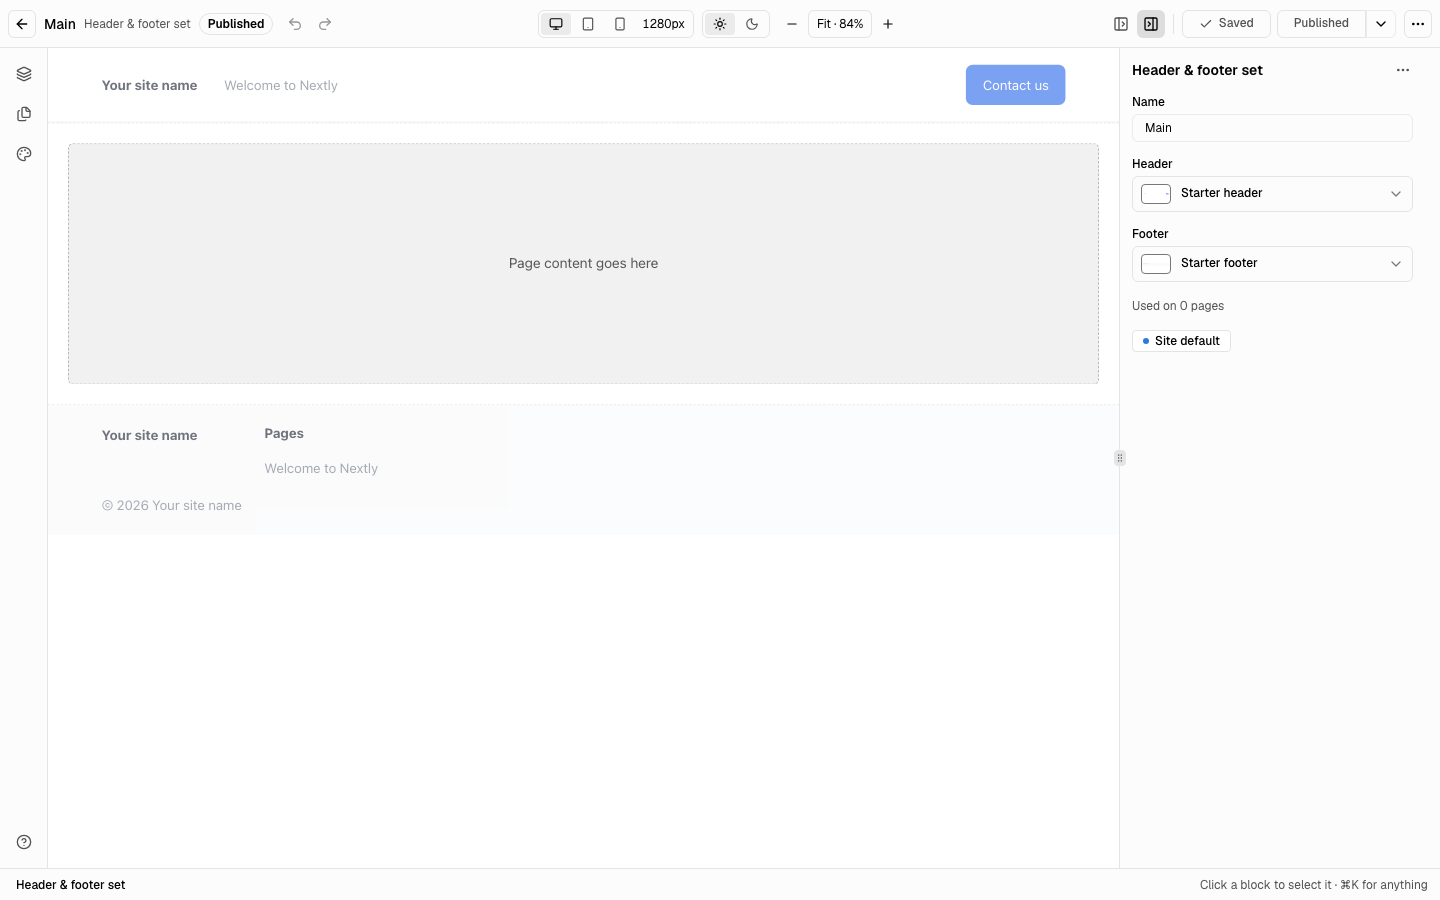 Main Header & footer set Published 1280px Fit · 84% Saved Published
Your site name Welcome to Nextly Contact us
Page content goes here
Your site name Pages
Welcome to Nextly
© 2026 Your site name
Header & footer set
Name
Main
Header
Starter header
Footer
Starter footer
Used on 0 pages
Site default
Header & footer set Click a block to select it · ⌘K for anything